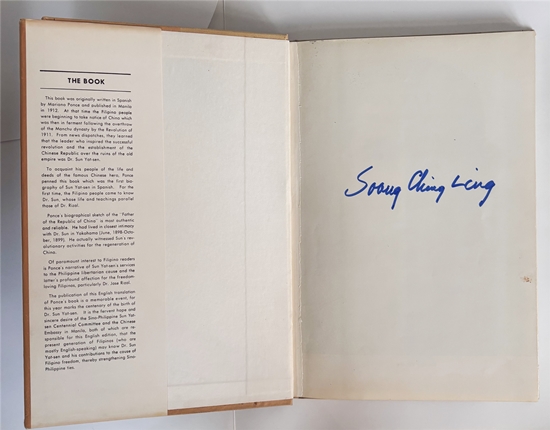 THE BOOK
This book was originally written in Spanish
by Mariano Ponce and published in Manila
in 1912. At that time the Filipino people
were beginning to take notice of China which
was then in ferment following the overthrow
of the Manchu dynasty by the Revolution of
1911. From news dispatches, they learned
that the leader who inspired the successful
revolution and the establishment of the
Chinese Republic over the ruins of the old
empire was Dr. Sun Yat-sen.
To acquaint his people of the life and
deeds of the famous Chinese hero, Ponce
penned this book which was the first biog-
raphy of Sun Yat-sen in Spanish. For the
first time, the Filipino people came to know
Dr. Sun, whose life and teachings parallel
those of Dr. Rizal.
Ponce's biographical sketch of the "Father
of the Republic of China" is most authentic
and reliable. He had lived in closest intimacy
with Dr. Sun in Yokohama (June, 1898-Octo-
ber, 1899). He actually witnessed Sun's re-
volutionary activities for the regeneration of
China.
Of paramount interest to Filipino readers
is Ponce's narrative of Sun Yat-sen's services
to the Philippine libertarian cause and the
latter's profound affection for the freedom-
loving Filipinos, particularly Dr. Jose Rizal.
The publication of this English translation
of Ponce's book is a memorable event, for
this year marks the centenary of the birth of
Dr. Sun Yat-sen. It is the fervent hope and
sincere desire of the Sino-Philippine Sun Yat
sen Centennial Committee and the Chinese
Embassy in Manila, both of which are re-
sponsible for this English edition, that the
present generation of Filipinos (who are
mostly English-speaking) may know Dr. Sun
Yat-sen and his contributions to the cause of
Filipino freedom, thereby strengthening Sino-
Philippine ties.
Soong Ching Ling